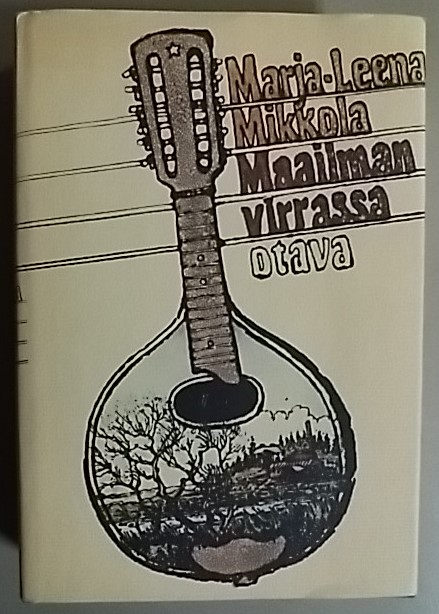 Marja-Leena
Mikkola
Maailman
virrassa
otava